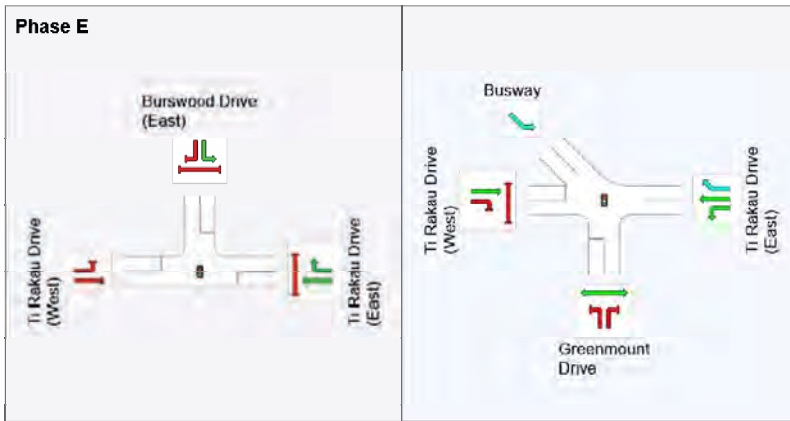 Phase E
Burswood Drive
(East)
Ti Rakau Drive
(West)
Ti Rakau Drive
(East)
Busway
Ti Rakau Drive
(West)
Ti Rakau Drive
(East)
Greenmount
Drive